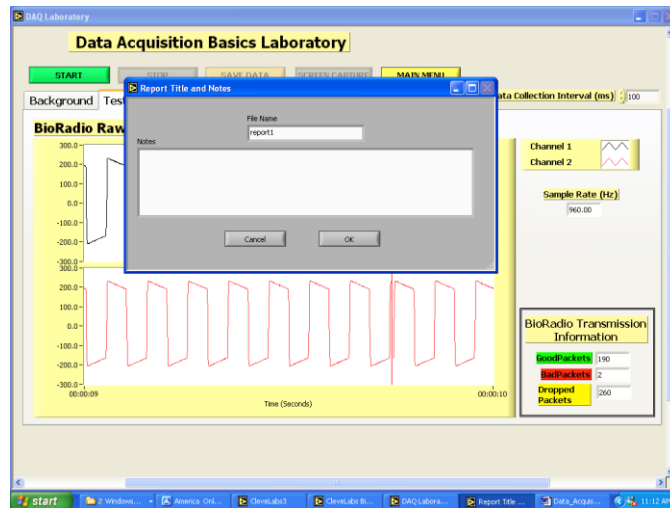 DAQ Laboratory
Data Acquisition Basics Laboratory
START STOP SAVE DATA SCREEN CAPTURE MAIN MENU
Report Title and Notes
File Name
report1
Notes
Cancel OK
Background
Collection Interval (ms) 100
BioRadio Raw
300.0
200.0
100.0
0.0
-100.0
-200.0
-300.0
300.0
200.0
100.0
0.0
-100.0
-200.0
-300.0
00:00:09 00:00:10
Time (Seconds)
Channel 1
Channel 2
Sample Rate (Hz)
960.00
BioRadio Transmission
Information
GoodPackets 190
BadPackets 2
Dropped
Packets 260
start 2 Windows... America Onl... CleveLabs3 CleveLabs Bi... DAQ Labora... Report Title ... Data_Acquis... 11:12 AM